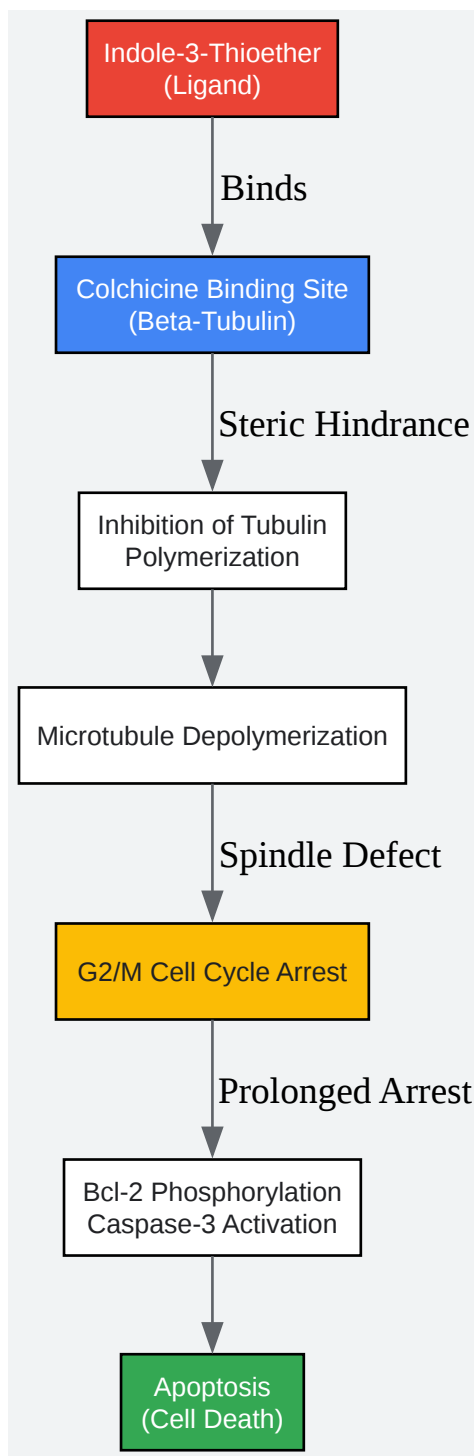 Indole-3-Thioether
(Ligand)
Binds
Colchicine Binding Site
(Beta-Tubulin)
Steric Hindrance
Inhibition of Tubulin
Polymerization
Microtubule Depolymerization
Spindle Defect
G2/M Cell Cycle Arrest
Prolonged Arrest
Bcl-2 Phosphorylation
Caspase-3 Activation
Apoptosis
(Cell Death)